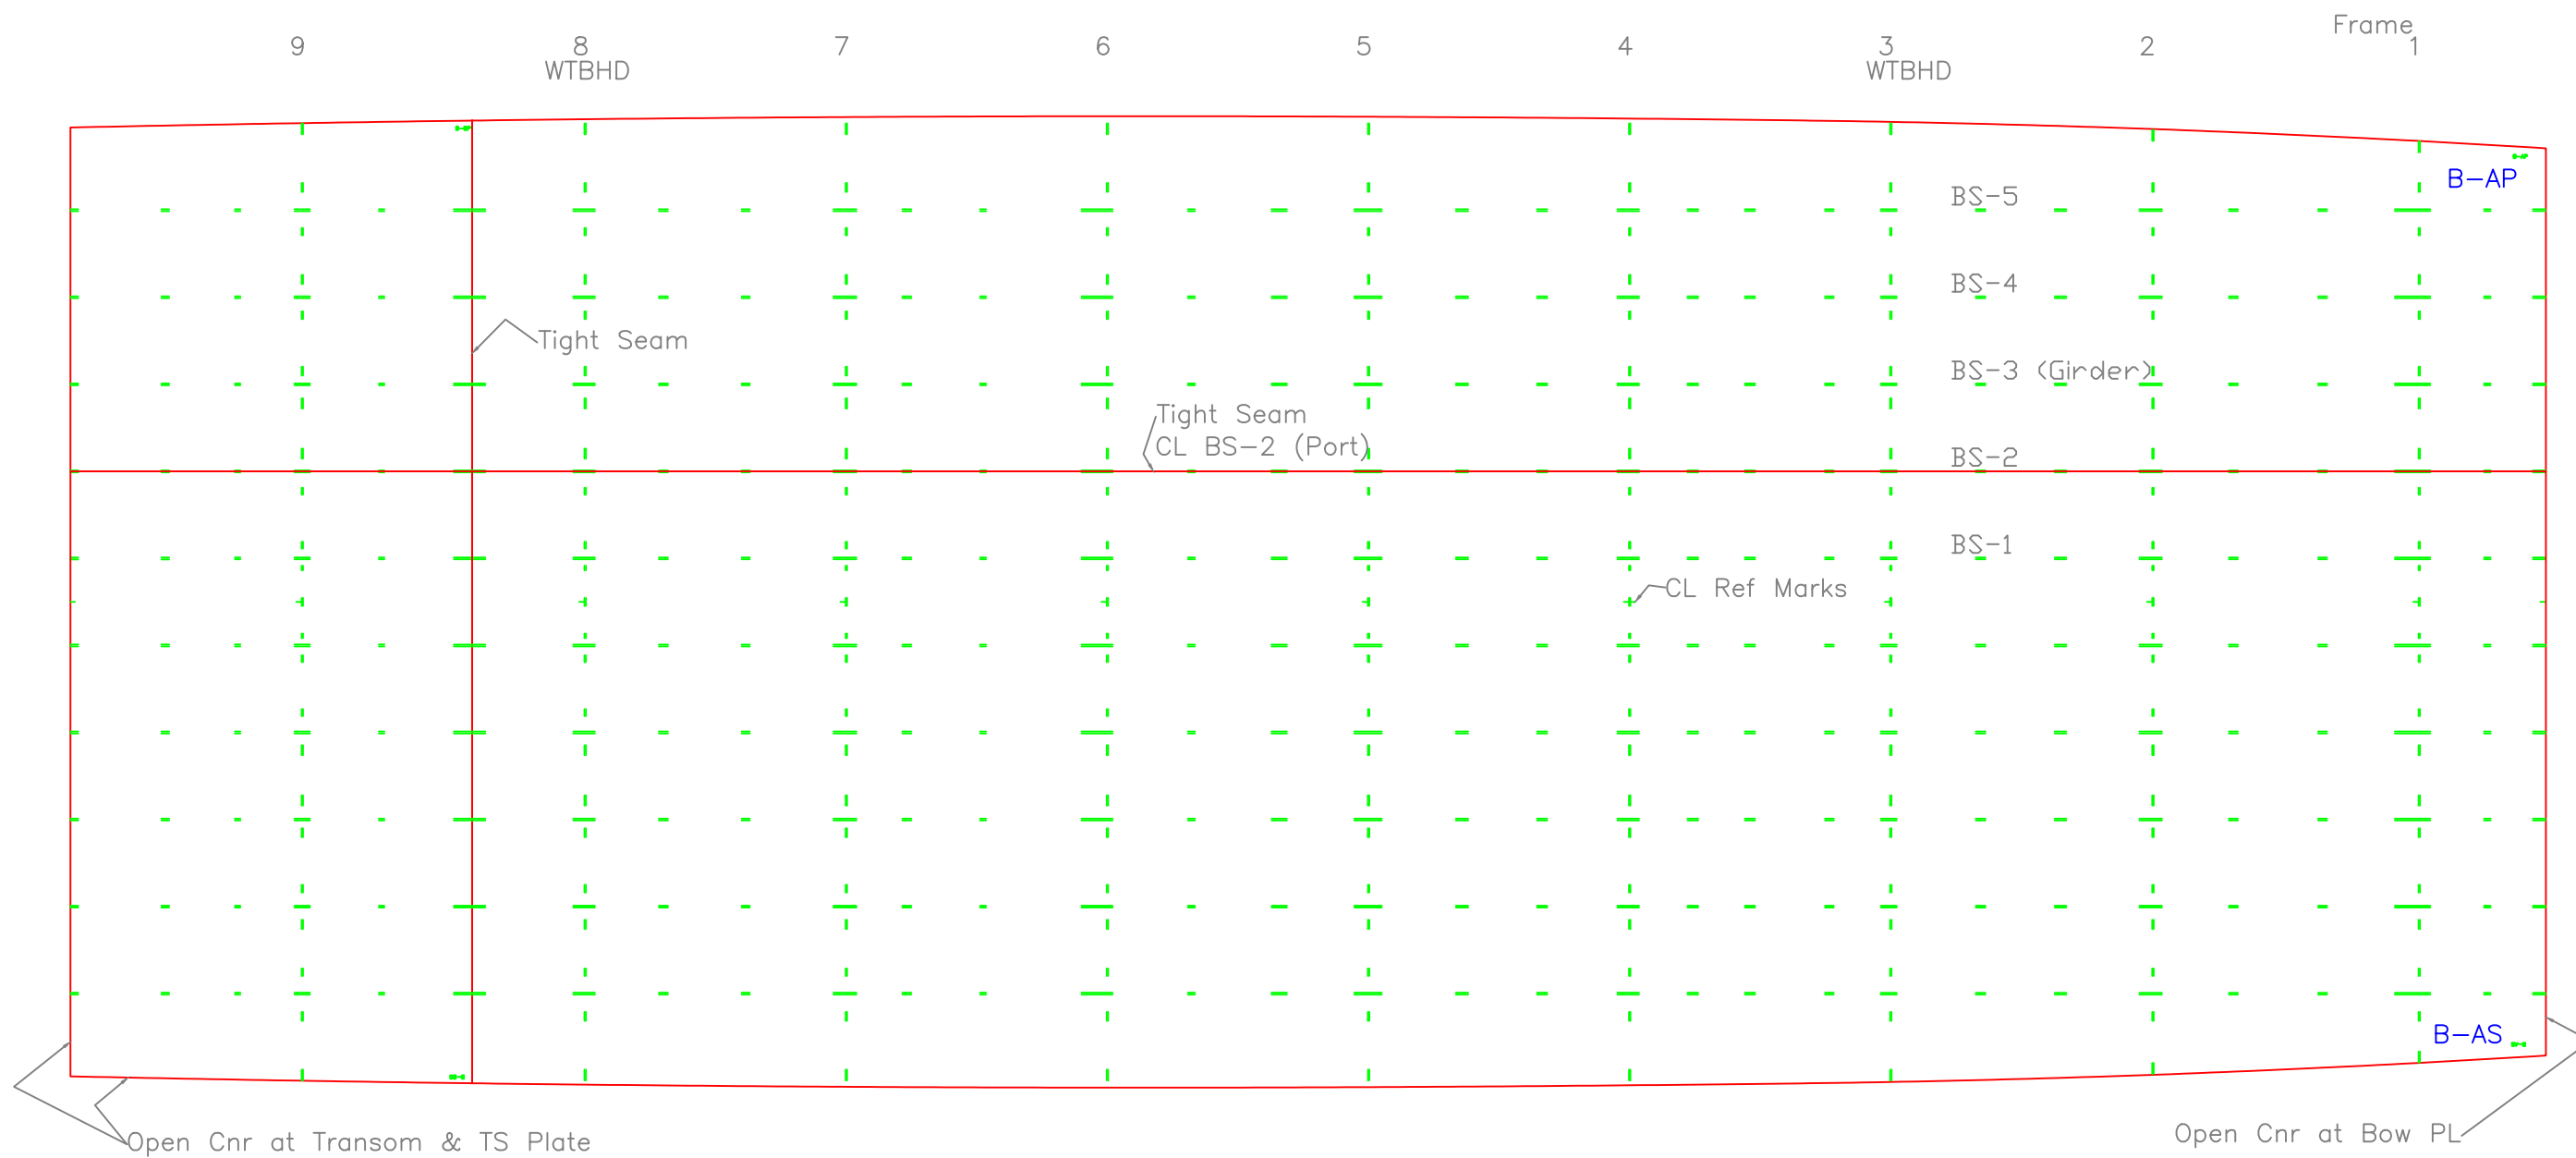 Frame
9 8 7 6 5 4 3 2 1
WTBHD WTBHD
B-AP
BS-5
BS-4
Tight Seam
BS-3 (Girder)
Tight Seam
CL BS-2 (Port)
BS-2
BS-1
CL Ref Marks
B-AS
Open Cnr at Transom & TS Plate
Open Cnr at Bow PL